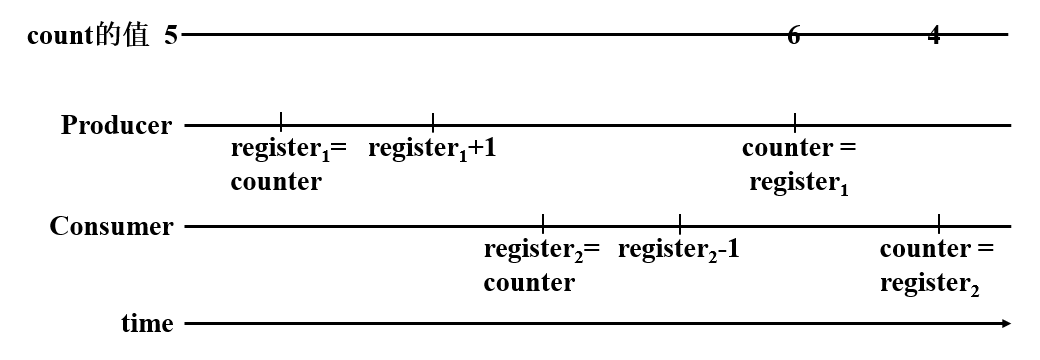 count的值 5 6 4
Producer
register₁= register₁+1 counter =
counter register₁
Consumer
register₂= register₂-1 counter =
counter register₂
time